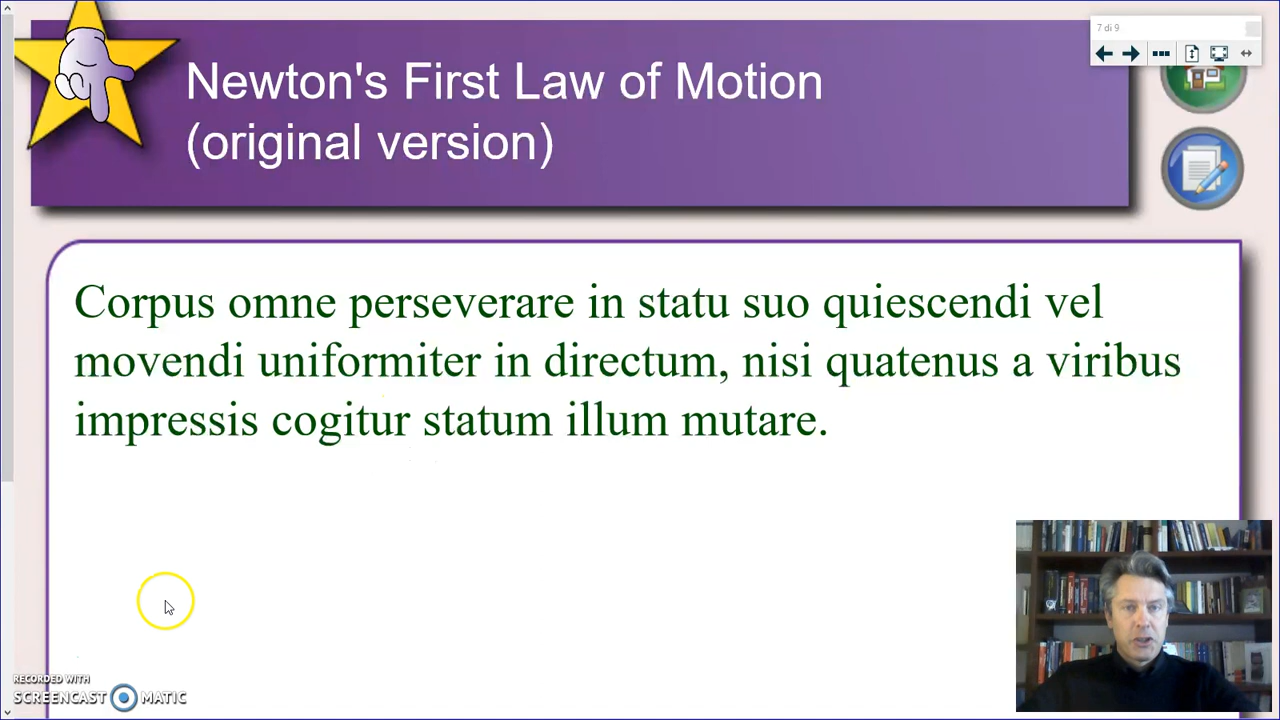 7 di 9
Newton's First Law of Motion
(original version)
Corpus omne perseverare in statu suo quiescendi vel
movendi uniformiter in directum, nisi quatenus a viribus
impressis cogitur statum illum mutare.
RECORDED WITH
SCREENCAST MATIC